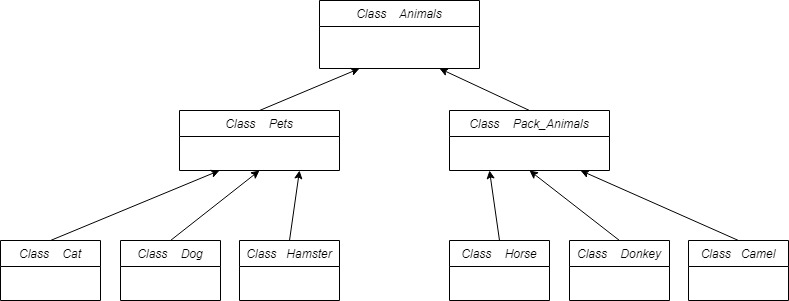 Class Animals
Class Pets
Class Pack_Animals
Class Cat
Class Dog
Class Hamster
Class Horse
Class Donkey
Class Camel